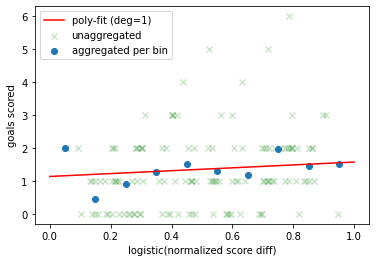 6
5
4
3
2
1
0
goals scored
poly-fit (deg=1)
unaggregated
aggregated per bin
0.0 0.2 0.4 0.6 0.8 1.0
logistic(normalized score diff)